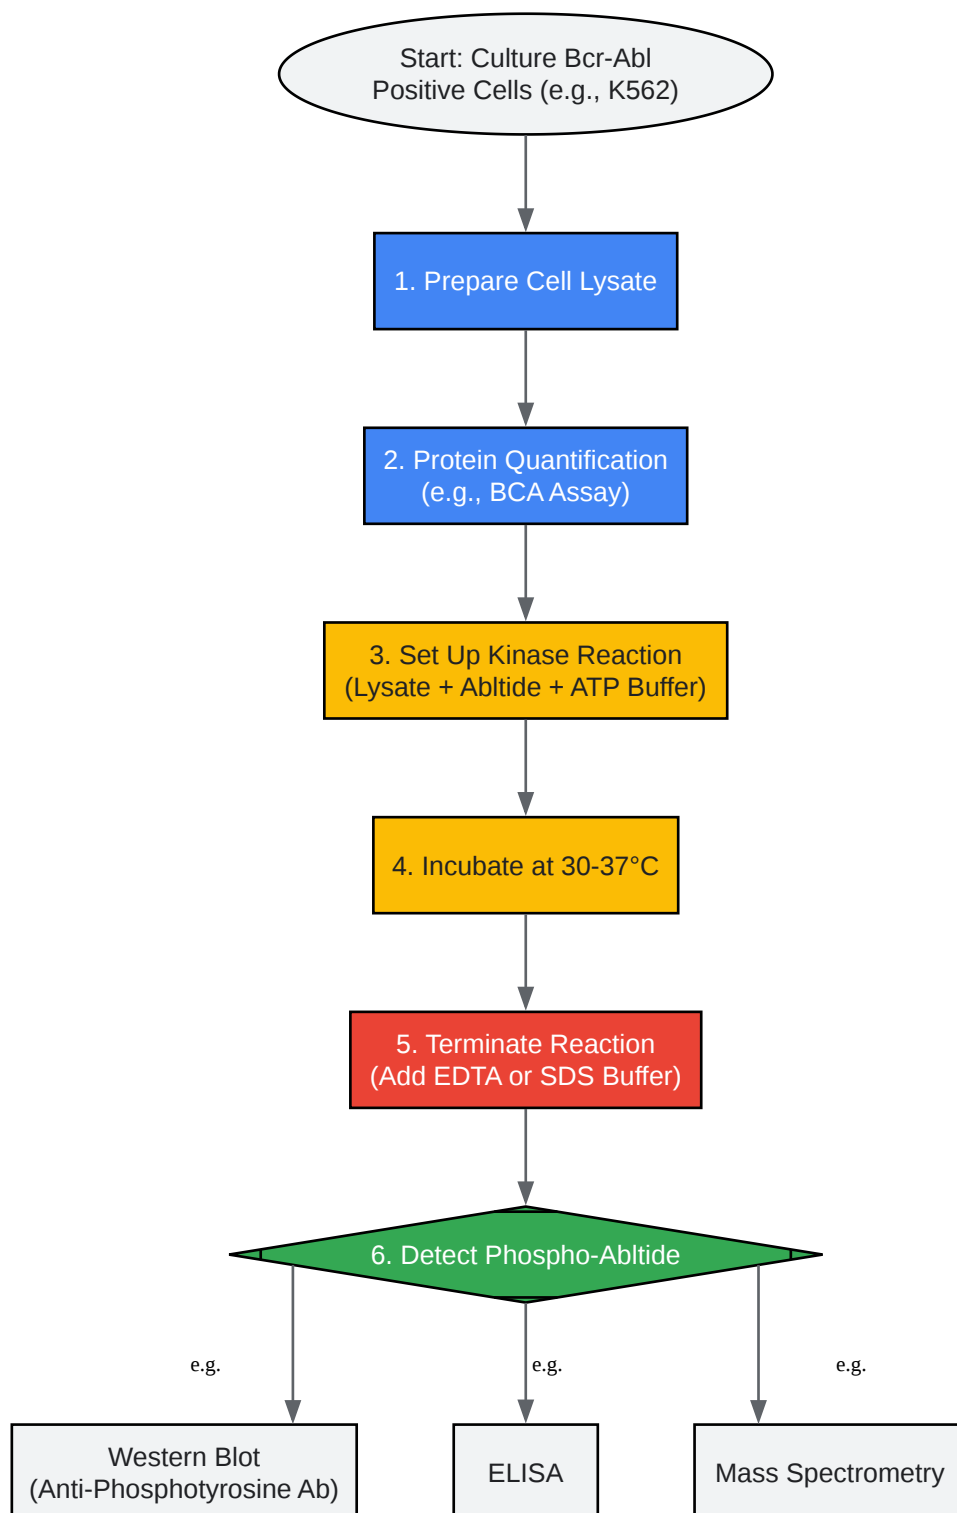 Start: Culture Bcr-Abl
Positive Cells (e.g., K562)
1. Prepare Cell Lysate
2. Protein Quantification
(e.g., BCA Assay)
3. Set Up Kinase Reaction
(Lysate + Abltide + ATP Buffer)
4. Incubate at 30-37°C
5. Terminate Reaction
(Add EDTA or SDS Buffer)
6. Detect Phospho-Abltide
e.g.
e.g.
e.g.
Western Blot
(Anti-Phosphotyrosine Ab)
ELISA
Mass Spectrometry